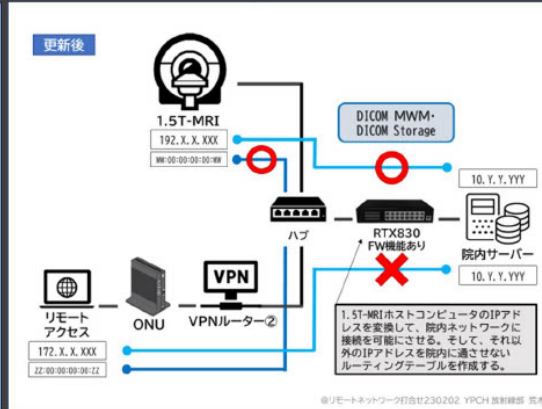 更新後
1.5T-MRI
192.X.X.XXX
WW:00:00:00:00:WW
DICOM MWM・
DICOM Storage
10.Y.Y.YYY
ハブ
RTX830
FW機能あり
院内サーバー
10.Y.Y.YYY
VPN
リモート
アクセス
ONU
VPNルーター②
172.X.X.XXX
ZZ:00:00:00:00:ZZ
1.5T-MRIホストコンピュータのIPアド
レスを変換して、院内ネットワークに
接続を可能にさせる。そして、それ以
外のIPアドレスを院内に通させない
ルーティングテーブルを作成する。
@リモートネットワーク打合せ230202 YPCH 放射線部 荒木